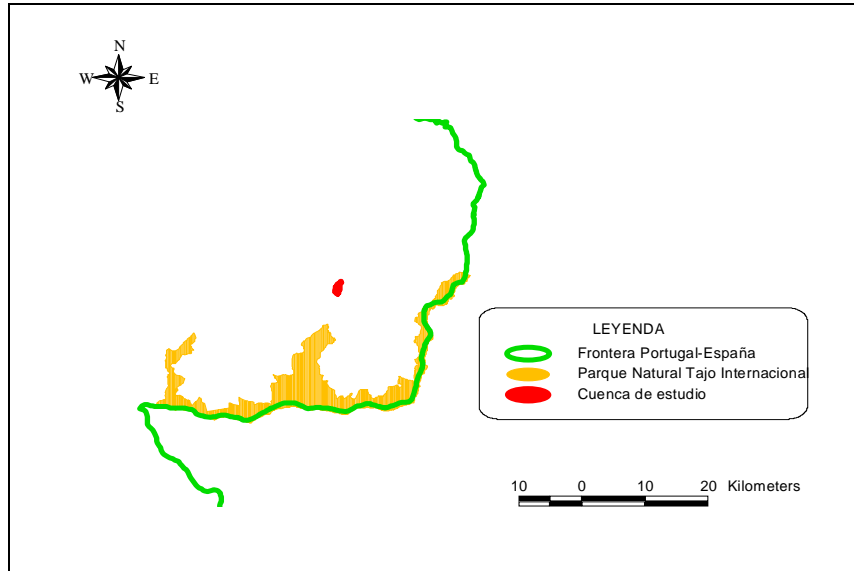 N
W E
S
LEYENDA
Frontera Portugal-España
Parque Natural Tajo Internacional
Cuenca de estudio
10 0 10 20 Kilometers